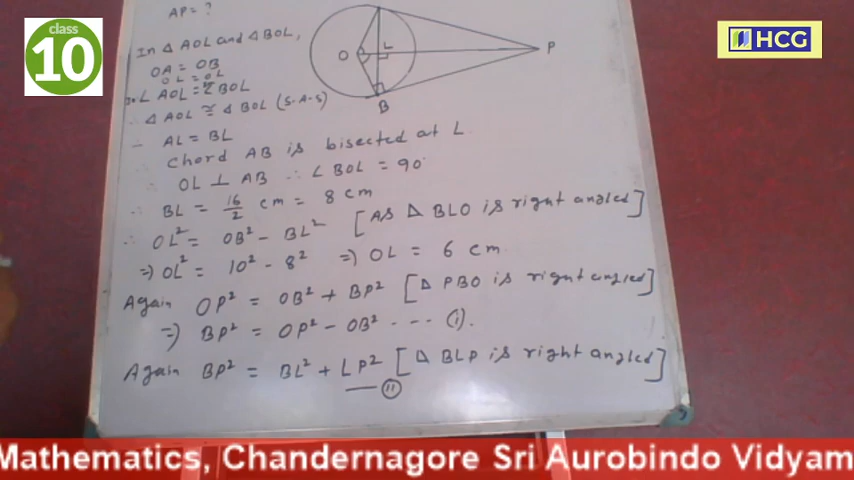 class
10
HCG
AP = ?
In Δ AOL and Δ BOL,
OA = OB
OL = OL
∠ AOL = ∠ BOL
∴ Δ AOL ≅ Δ BOL (S-A-S)
AL = BL
∴ chord AB is bisected at L
∴ OL ⊥ AB ∴ ∠ BOL = 90°
∴ BL = 16/2 cm = 8 cm
∴ OL² = OB² - BL² [AS Δ BLO is right angled]
⇒ OL² = 10² - 8² ⇒ OL = 6 cm
Again OP² = OB² + BP² [Δ PBO is right angled]
⇒ BP² = OP² - OB² ---- (i).
Again BP² = BL² + LP² [Δ BLP is right angled]
— (ii)
O
L
P
B
Mathematics, Chandernagore Sri Aurobindo Vidyam